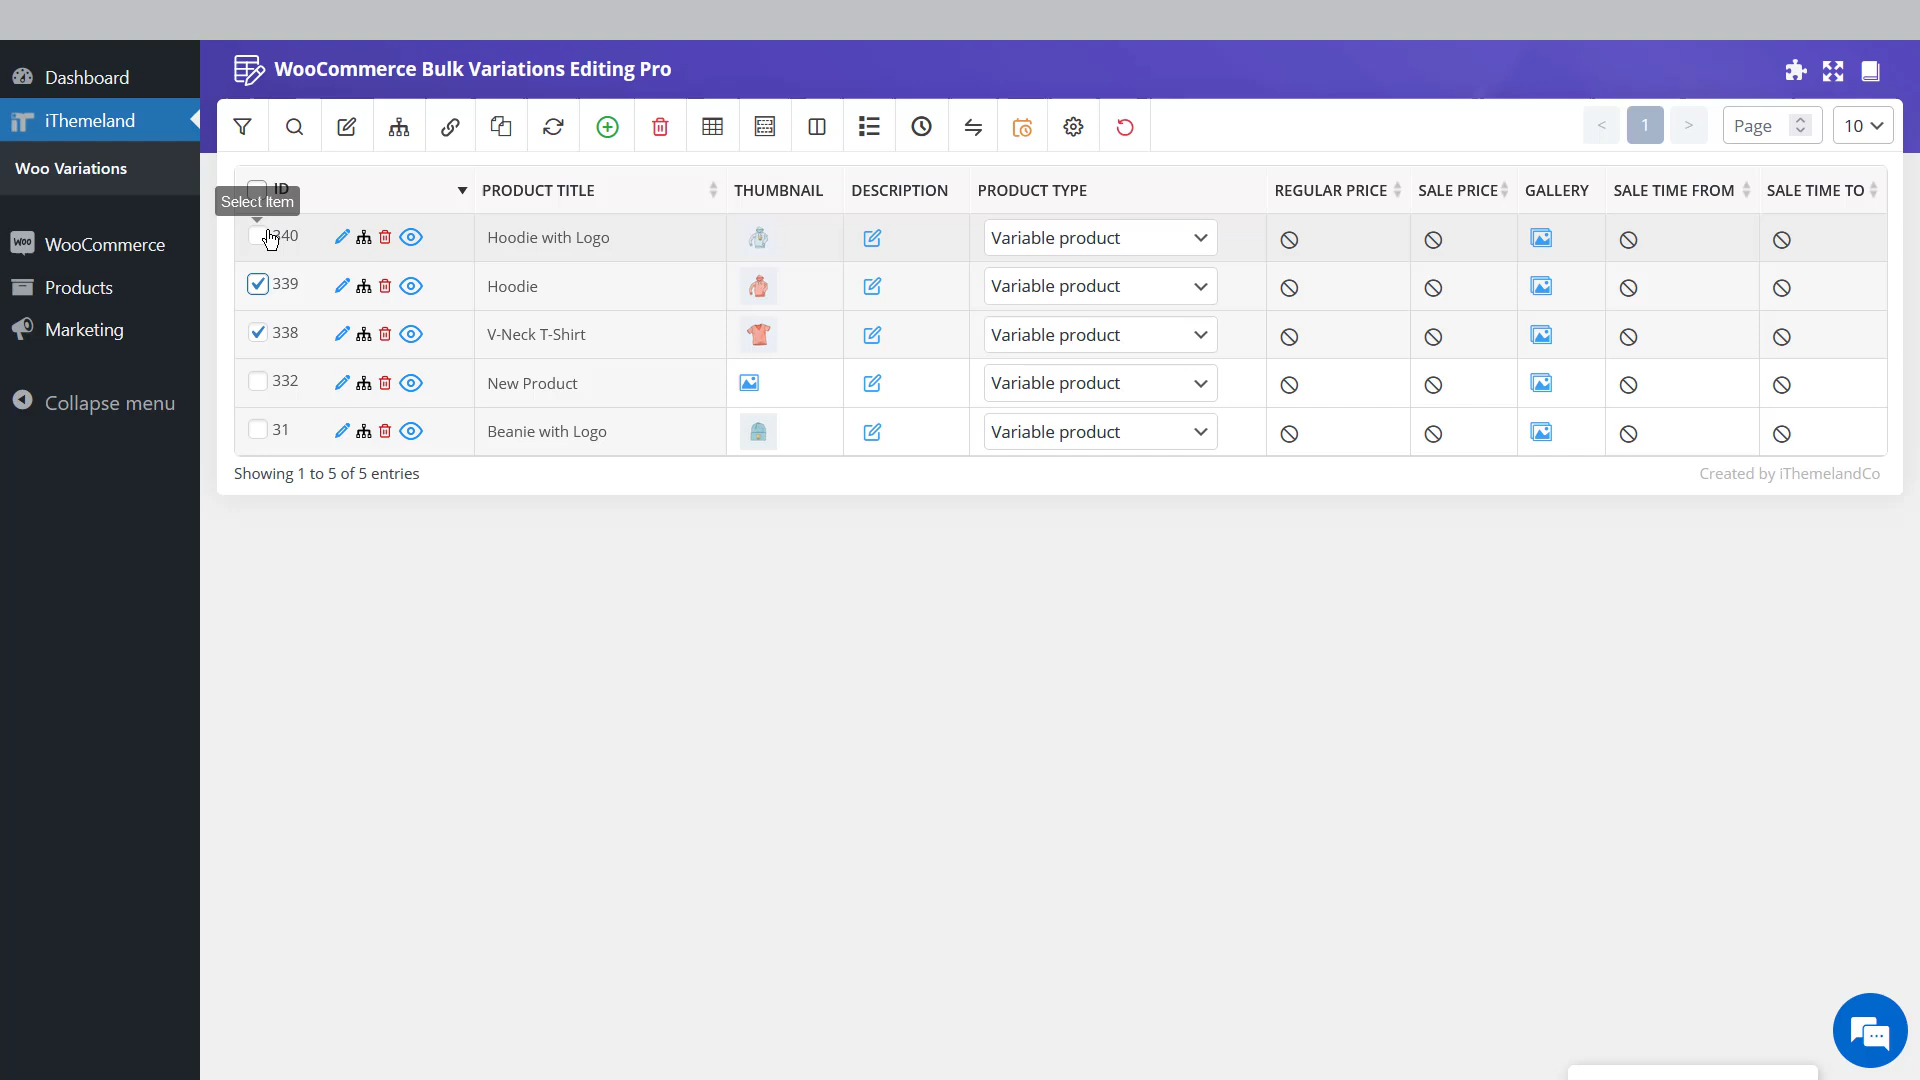 WooCommerce Bulk Variations Editing Pro
Dashboard
iThemeland
Woo Variations
WooCommerce
Products
Marketing
Collapse menu
< 1 > Page 10
ID PRODUCT TITLE THUMBNAIL DESCRIPTION PRODUCT TYPE REGULAR PRICE SALE PRICE GALLERY SALE TIME FROM SALE TIME TO
Select Item
340 Hoodie with Logo Variable product
339 Hoodie Variable product
338 V-Neck T-Shirt Variable product
332 New Product Variable product
31 Beanie with Logo Variable product
Showing 1 to 5 of 5 entries
Created by iThemelandCo